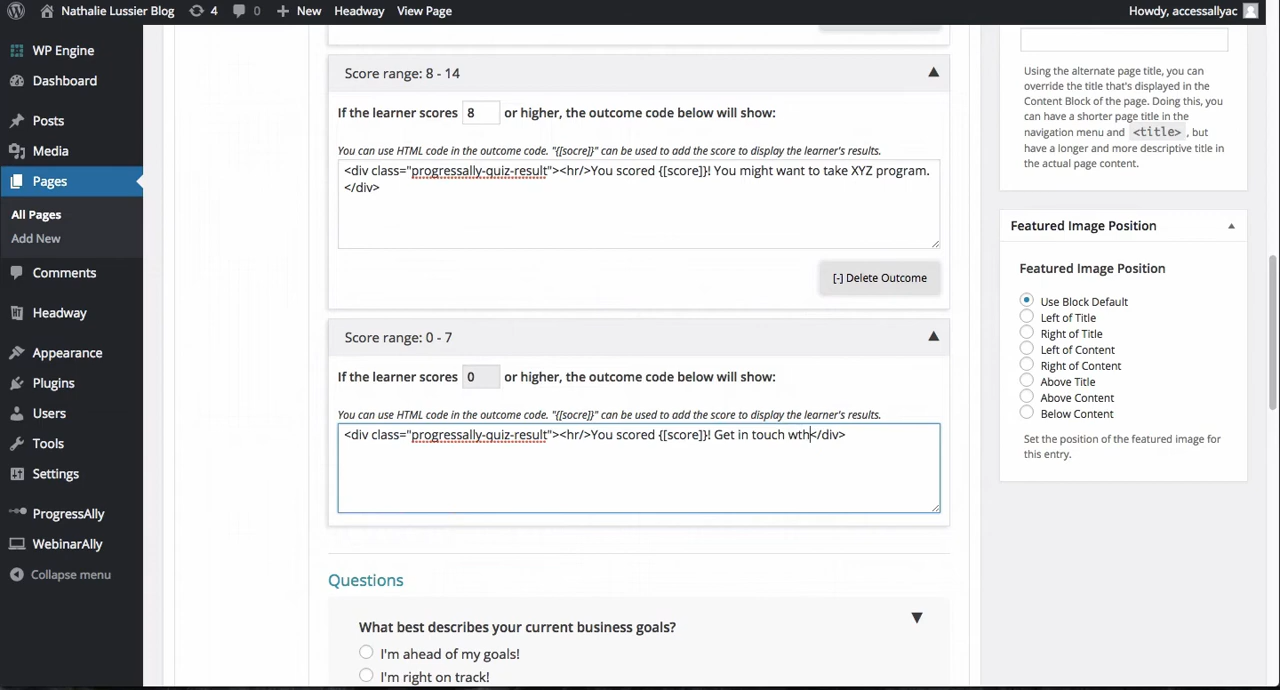 Nathalie Lussier Blog
4
0
New
Headway
View Page
Howdy, accessallyac
WP Engine
Dashboard
Posts
Media
Pages
All Pages
Add New
Comments
Headway
Appearance
Plugins
Users
Tools
Settings
ProgressAlly
WebinarAlly
Collapse menu
Score range: 8 - 14
If the learner scores 8 or higher, the outcome code below will show:
You can use HTML code in the outcome code. "{[socre]}" can be used to add the score to display the learner's results.
<div class="progressally-quiz-result"><hr/>You scored {[score]}! You might want to take XYZ program.
</div>
[-] Delete Outcome
Score range: 0 - 7
If the learner scores 0 or higher, the outcome code below will show:
You can use HTML code in the outcome code. "{[socre]}" can be used to add the score to display the learner's results.
<div class="progressally-quiz-result"><hr/>You scored {[score]}! Get in touch wth</div>
Questions
What best describes your current business goals?
I'm ahead of my goals!
I'm right on track!
Using the alternate page title, you can
override the title that's displayed in the
Content Block of the page. Doing this, you
can have a shorter page title in the
navigation menu and <title> , but
have a longer and more descriptive title in
the actual page content.
Featured Image Position
Featured Image Position
Use Block Default
Left of Title
Right of Title
Left of Content
Right of Content
Above Title
Above Content
Below Content
Set the position of the featured image for
this entry.